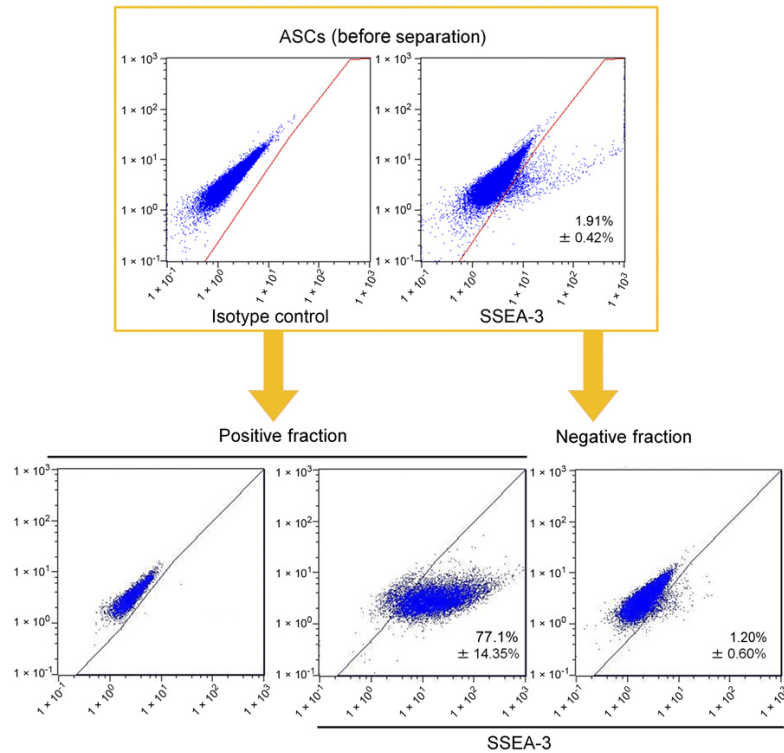 ASCs (before separation)
1 × 10³
1 × 10²
1 × 10¹
1 × 10⁰
1 × 10⁻¹
1 × 10⁻¹
1 × 10⁰
1 × 10¹
1 × 10²
1 × 10³
Isotype control
1 × 10³
1 × 10²
1 × 10¹
1 × 10⁰
1 × 10⁻¹
1.91%
± 0.42%
1 × 10⁻¹
1 × 10⁰
1 × 10¹
1 × 10²
1 × 10³
SSEA-3
Positive fraction
Negative fraction
1 × 10³
1 × 10²
1 × 10¹
1 × 10⁰
1 × 10⁻¹
1 × 10⁻¹
1 × 10⁰
1 × 10¹
1 × 10²
1 × 10³
1 × 10³
1 × 10²
1 × 10¹
1 × 10⁰
1 × 10⁻¹
77.1%
± 14.35%
1 × 10⁻¹
1 × 10⁰
1 × 10¹
1 × 10²
1 × 10³
1 × 10³
1 × 10²
1 × 10¹
1 × 10⁰
1 × 10⁻¹
1.20%
± 0.60%
1 × 10⁻¹
1 × 10⁰
1 × 10¹
1 × 10²
1 × 10³
SSEA-3